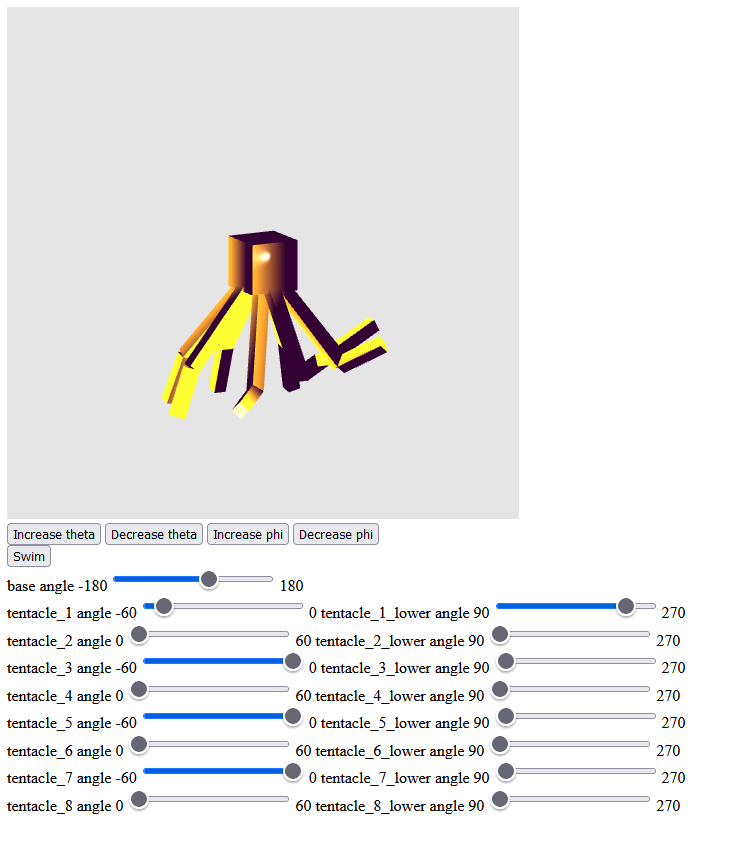 Increase theta Decrease theta Increase phi Decrease phi
Swim
base angle -180 180
tentacle_1 angle -60 0 tentacle_1_lower angle 90 270
tentacle_2 angle 0 60 tentacle_2_lower angle 90 270
tentacle_3 angle -60 0 tentacle_3_lower angle 90 270
tentacle_4 angle 0 60 tentacle_4_lower angle 90 270
tentacle_5 angle -60 0 tentacle_5_lower angle 90 270
tentacle_6 angle 0 60 tentacle_6_lower angle 90 270
tentacle_7 angle -60 0 tentacle_7_lower angle 90 270
tentacle_8 angle 0 60 tentacle_8_lower angle 90 270